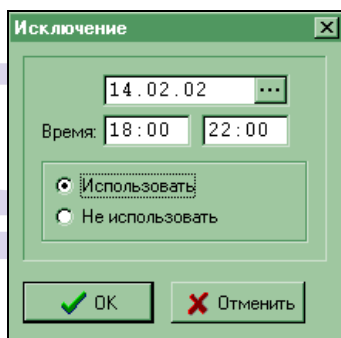 Исключение
14.02.02 ...
Время: 18:00 22:00
Использовать
Не использовать
OK Отменить